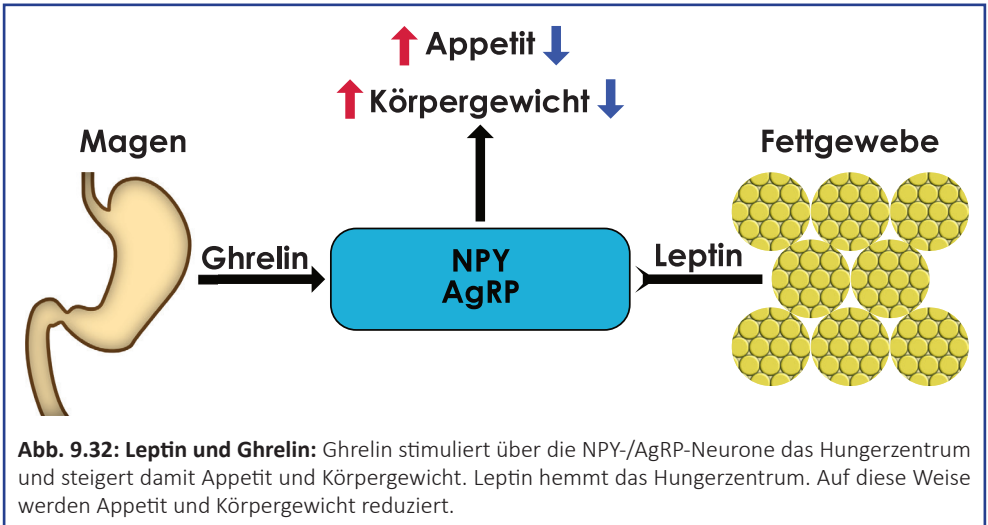 Appetit
Körpergewicht
Magen
Fettgewebe
Ghrelin
NPY
AgRP
Leptin
Abb. 9.32: Leptin und Ghrelin: Ghrelin stimuliert über die NPY-/AgRP-Neurone das Hungerzentrum
und steigert damit Appetit und Körpergewicht. Leptin hemmt das Hungerzentrum. Auf diese Weise
werden Appetit und Körpergewicht reduziert.